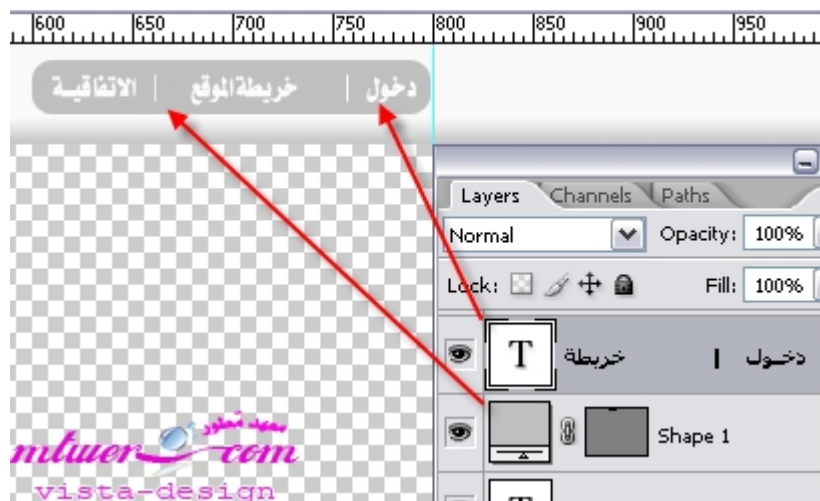 600 650 700 750 800 850 900 950
دخول | خريطة الموقع | الاتفاقيـة
Layers Channels Paths
Normal Opacity: 100%
Lock: Fill: 100%
T دخـول | خريطة
Shape 1
معهد مطور
mtwer com
vista-design